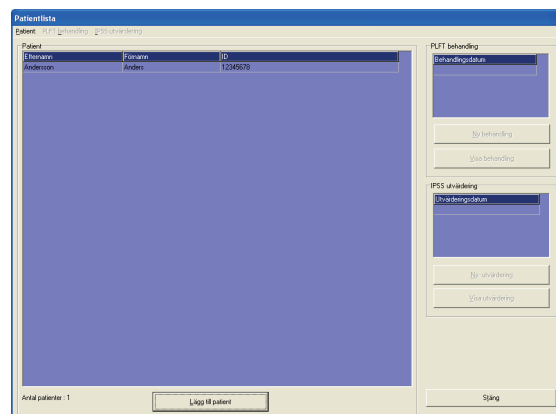 Patientlista
Patient PLFT behandling IPSS-utvärdering
Patient
Efternamn Förnamn ID
Andersson Anders 12345678
Antal patienter : 1
Lägg till patient
PLFT behandling
Behandlingsdatum
Ny behandling
Visa behandling
IPSS utvärdering
Utvärderingsdatum
Ny utvärdering
Visa utvärdering
Stäng